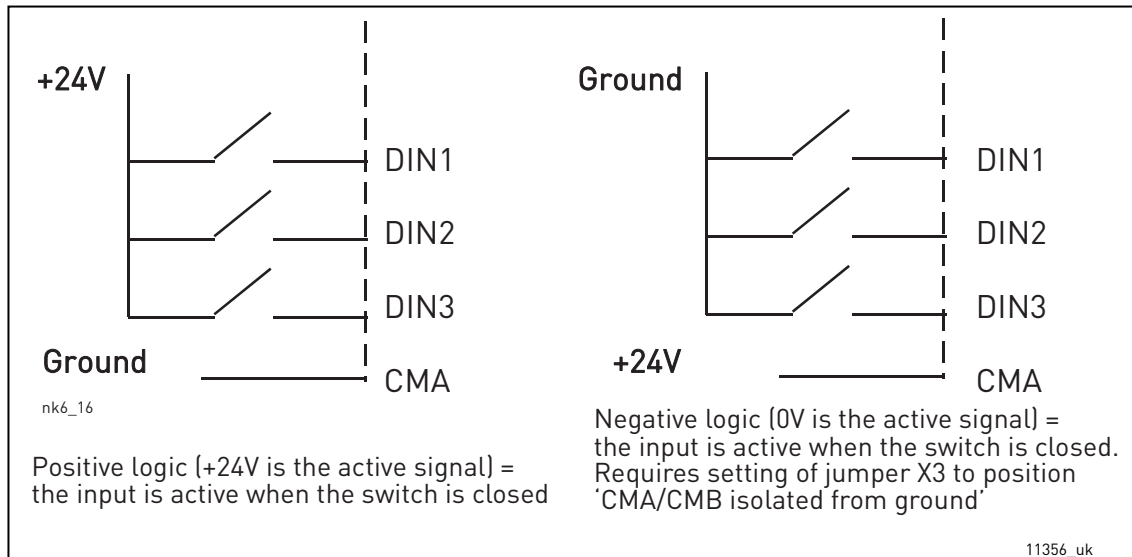 +24V
DIN1
DIN2
DIN3
Ground
CMA
nk6_16
Positive logic (+24V is the active signal) =
the input is active when the switch is closed
Ground
DIN1
DIN2
DIN3
+24V
CMA
Negative logic (0V is the active signal) =
the input is active when the switch is closed.
Requires setting of jumper X3 to position
‘CMA/CMB isolated from ground’
11356_uk